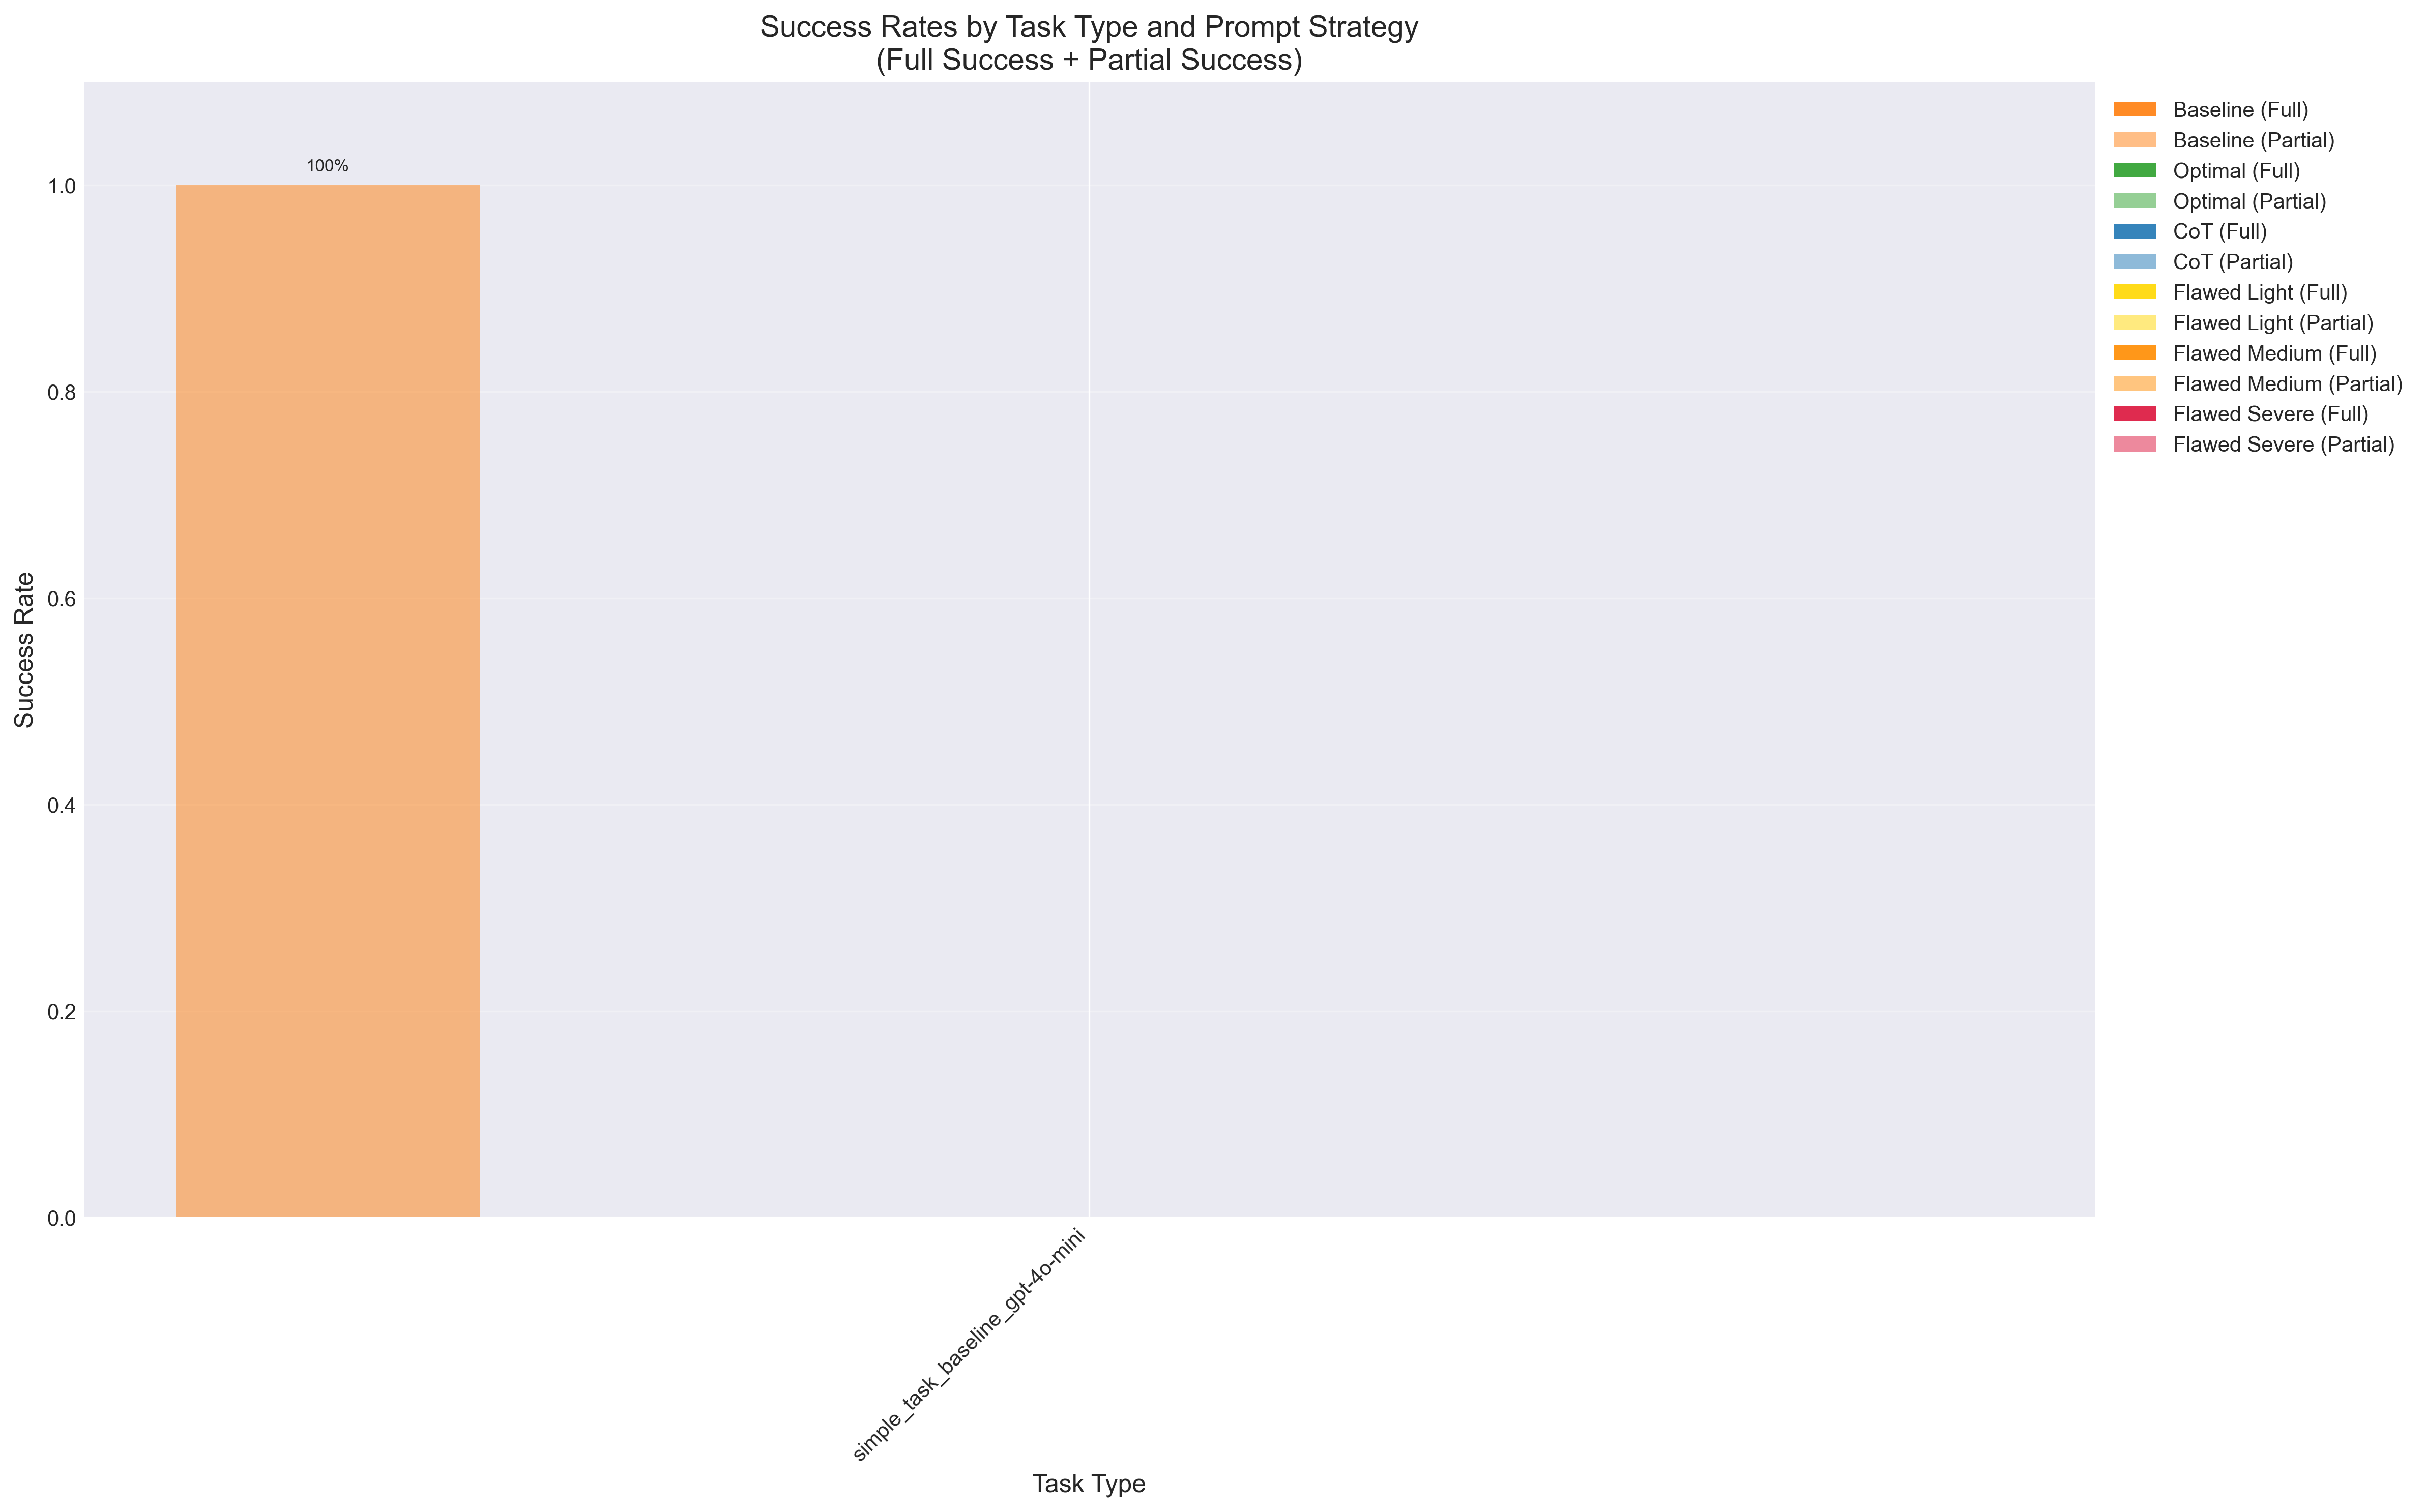 Success Rates by Task Type and Prompt Strategy
(Full Success + Partial Success)
100%
1.0
0.8
0.6
0.4
0.2
0.0
Success Rate
simple_task_baseline_gpt-4o-mini
Task Type
Baseline (Full)
Baseline (Partial)
Optimal (Full)
Optimal (Partial)
CoT (Full)
CoT (Partial)
Flawed Light (Full)
Flawed Light (Partial)
Flawed Medium (Full)
Flawed Medium (Partial)
Flawed Severe (Full)
Flawed Severe (Partial)